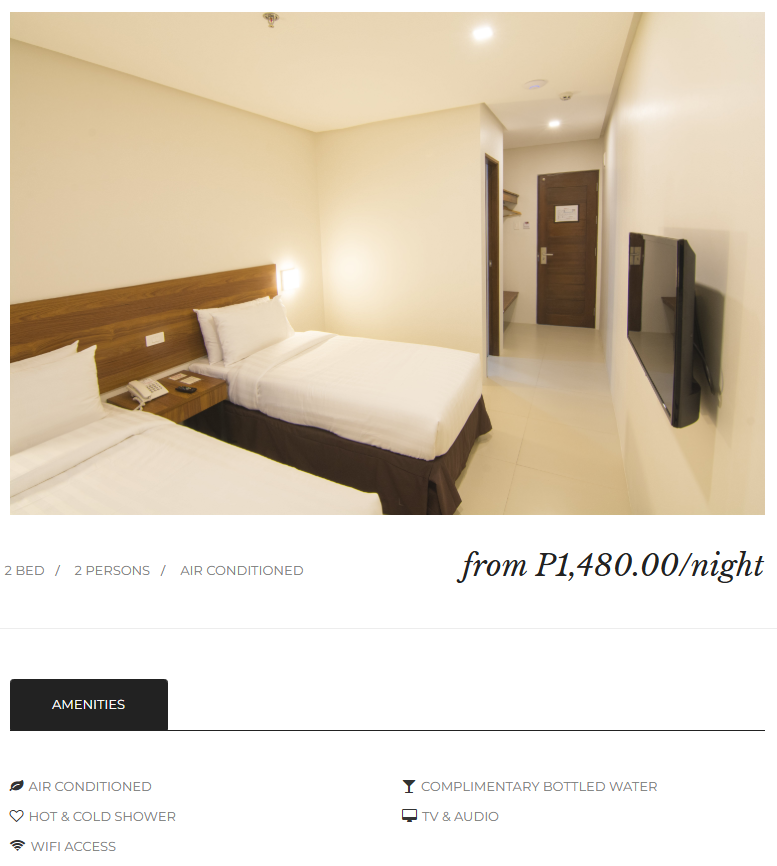 2 BED / 2 PERSONS / AIR CONDITIONED
from P1,480.00/night
AMENITIES
AIR CONDITIONED
COMPLIMENTARY BOTTLED WATER
HOT & COLD SHOWER
TV & AUDIO
WIFI ACCESS